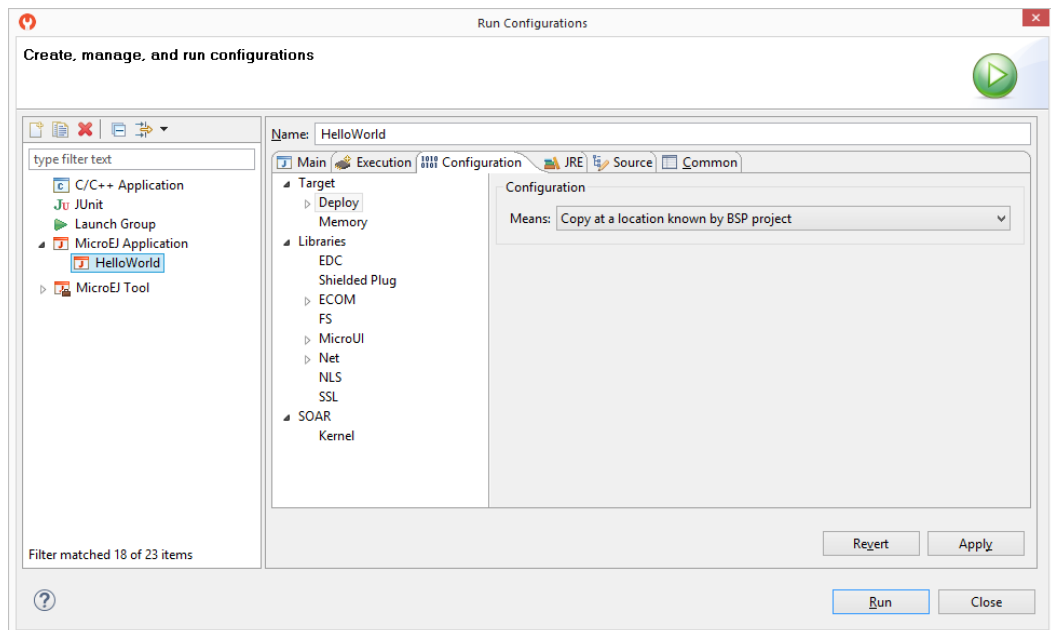 Run Configurations
Create, manage, and run configurations
type filter text
C/C++ Application
JUnit
Launch Group
MicroEJ Application
HelloWorld
MicroEJ Tool
Filter matched 18 of 23 items
Name: HelloWorld
Main Execution Configuration JRE Source Common
Target
Deploy
Memory
Libraries
EDC
Shielded Plug
ECOM
FS
MicroUI
Net
NLS
SSL
SOAR
Kernel
Configuration
Means: Copy at a location known by BSP project
Revert Apply
Run Close